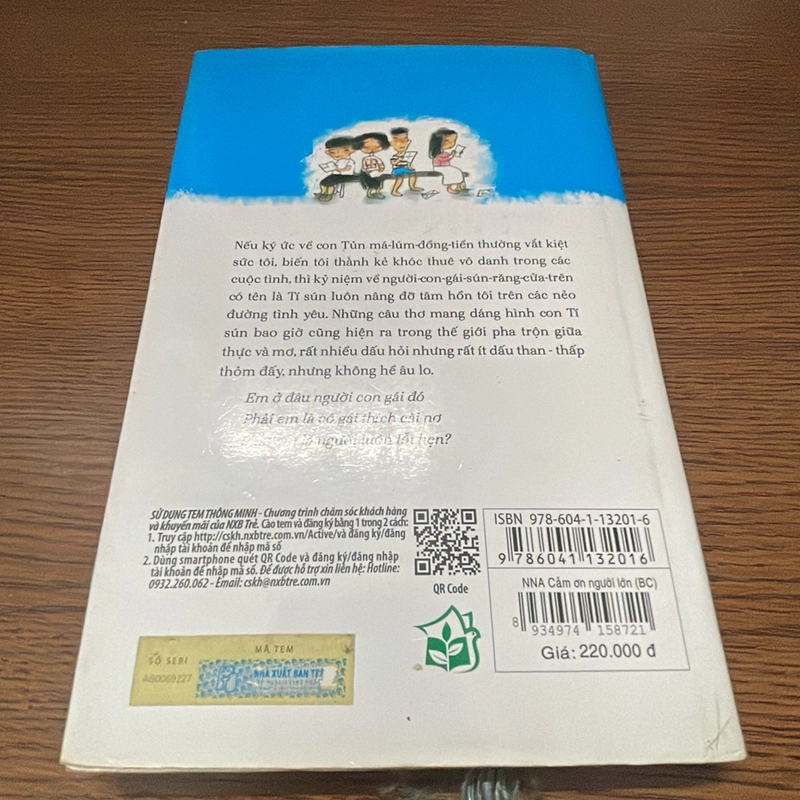 Nếu ký ức về con Tủn má-lúm-đồng-tiền thường vắt kiệt
sức tôi, biến tôi thành kẻ khóc thuê vô danh trong các
cuộc tình, thì kỷ niệm về người-con-gái-sún-răng-cửa-trên
có tên là Tí sún luôn nâng đỡ tâm hồn tôi trên các nẻo
đường tình yêu. Những câu thơ mang dáng hình con Tí
sún bao giờ cũng hiện ra trong thế giới pha trộn giữa
thực và mơ, rất nhiều dấu hỏi nhưng rất ít dấu than - thấp
thỏm đấy, nhưng không hề âu lo.
Em ở đâu người con gái đó
Phải em là cô gái thích cài nơ
người luôn lỗi hẹn?
SỬ DỤNG TEM THÔNG MINH - Chương trình chăm sóc khách hàng
và khuyến mãi của NXB Trẻ. Cào tem và đăng ký bằng 1 trong 2 cách:
1. Truy cập http://cskh.nxbtre.com.vn/Active/và đăng ký/đăng
nhập tài khoản để nhập mã số
2. Dùng smartphone quét QR Code và đăng ký/đăng nhập
tài khoản để nhập mã số. Để được hỗ trợ xin liên hệ: Hotline:
0932.260.062 - Email: cskh@nxbtre.com.vn
QR Code
ISBN 978-604-1-13201-6
9 786041 132016
NNA Cảm ơn người lớn (BC)
8 934974 158721
Giá: 220.000 đ
MÃ TEM
SỐ SERI
AB0069227
NHÀ XUẤT BẢN TRẺ